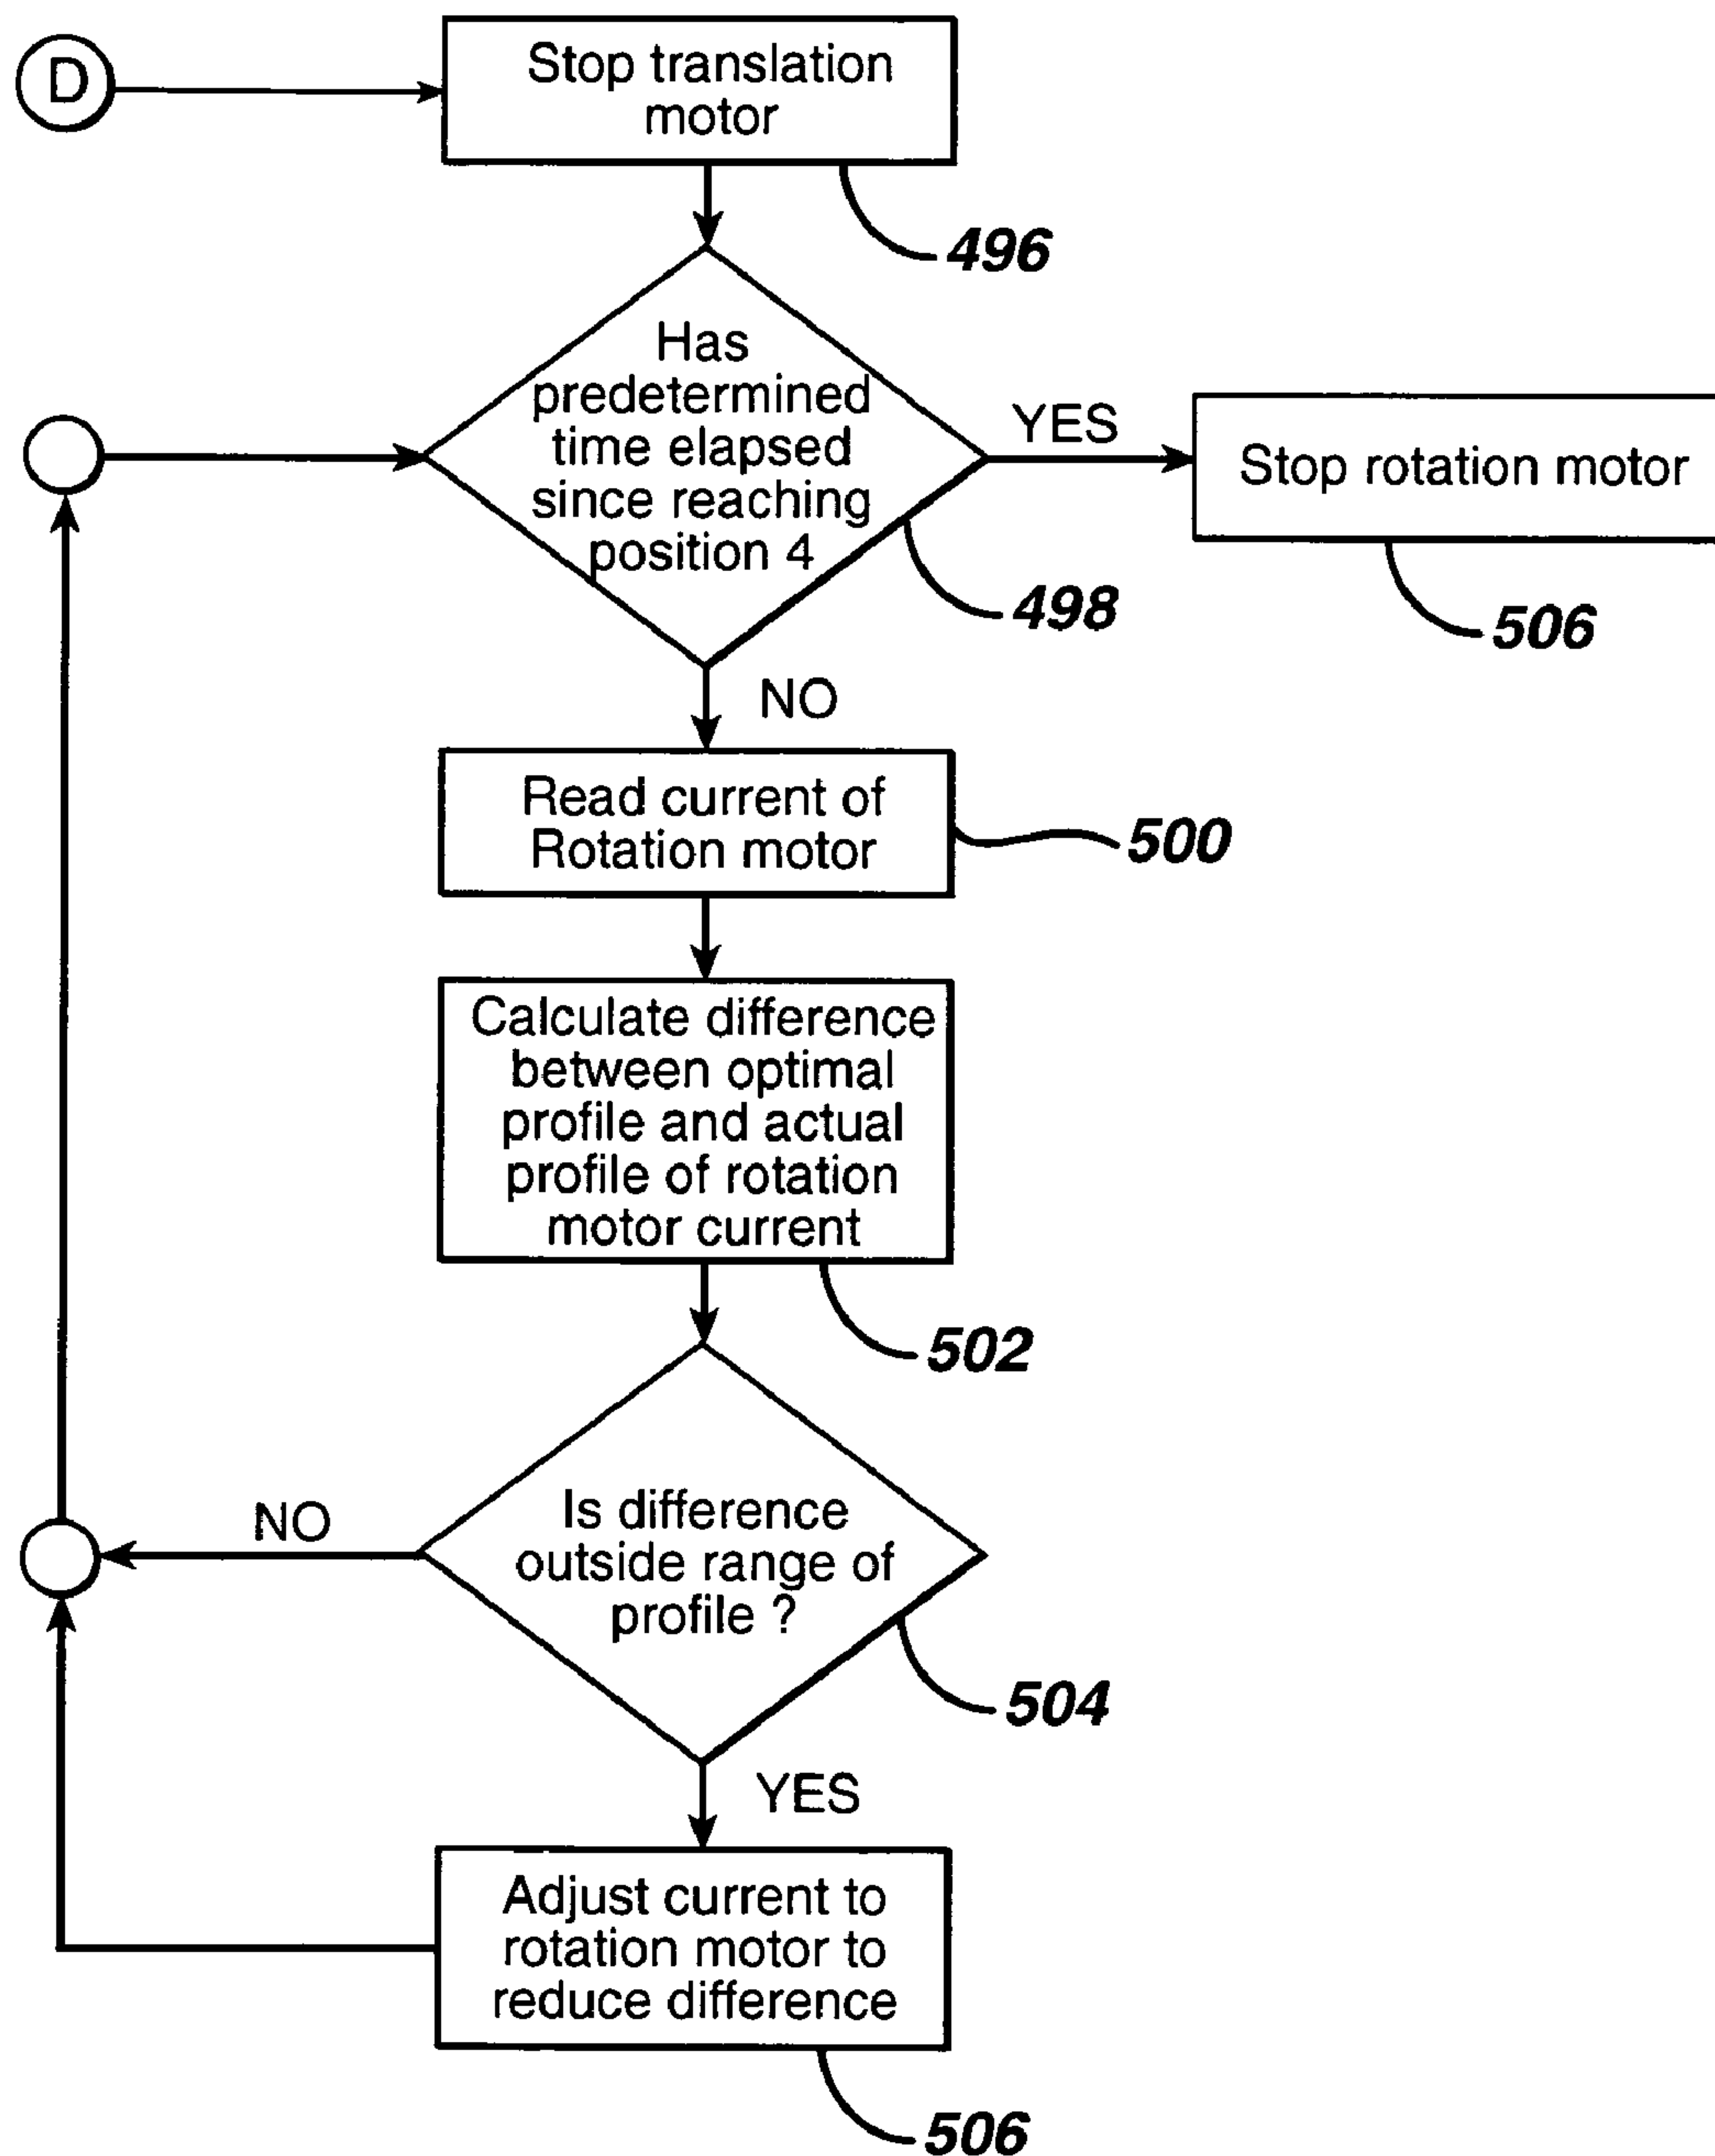 D
Stop translation
motor
496
Has
predetermined
time elapsed
since reaching
position 4
498
YES
Stop rotation motor
506
NO
Read current of
Rotation motor
500
Calculate difference
between optimal
profile and actual
profile of rotation
motor current
502
Is difference
outside range of
profile ?
504
NO
YES
Adjust current to
rotation motor to
reduce difference
506